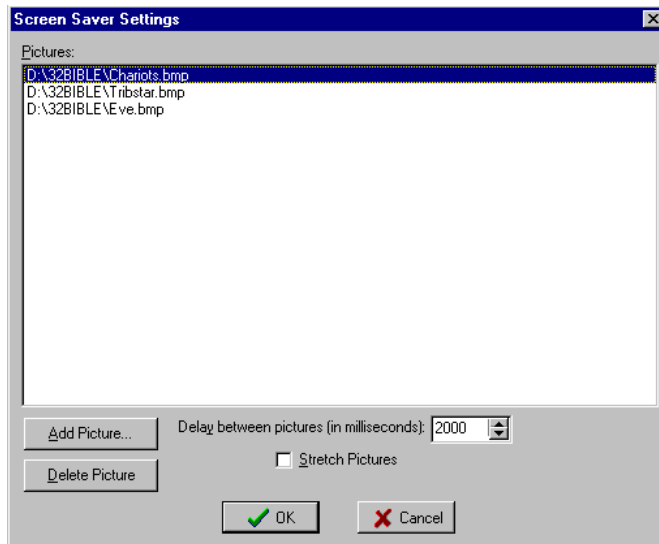 Screen Saver Settings
Pictures:
D:\32BIBLE\Chariots.bmp
D:\32BIBLE\Tribstar.bmp
D:\32BIBLE\Eve.bmp
Add Picture...
Delay between pictures (in milliseconds): 2000
Stretch Pictures
Delete Picture
OK
Cancel